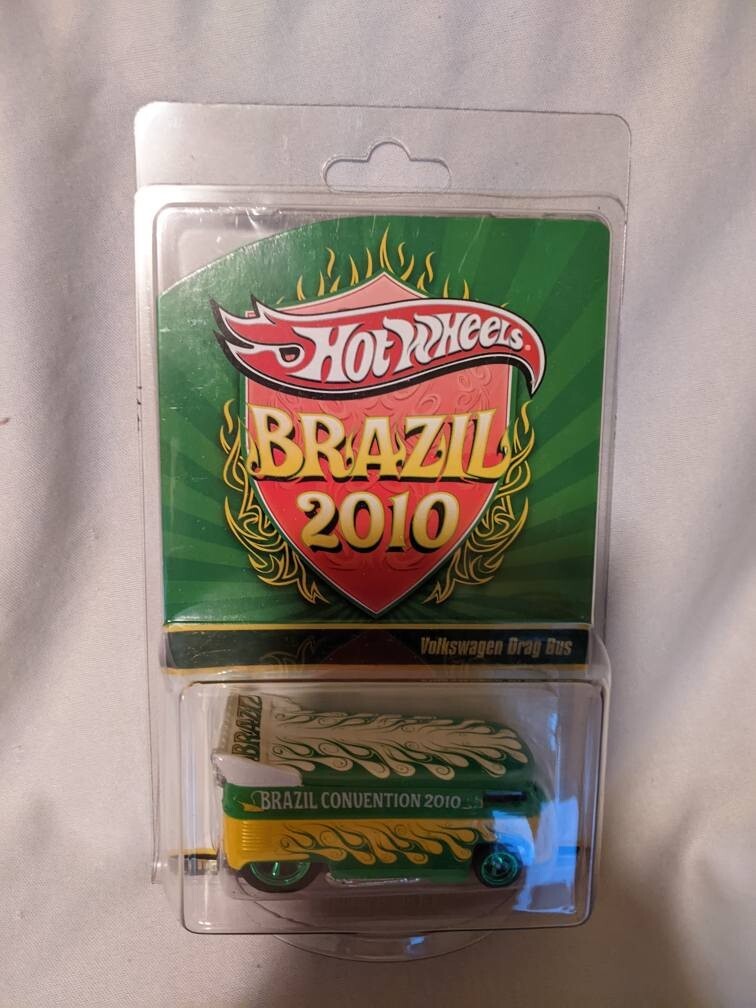 Hot Wheels®
BRAZIL
2010
Volkswagen Drag Bus
BRAZIL
BRAZIL CONVENTION 2010